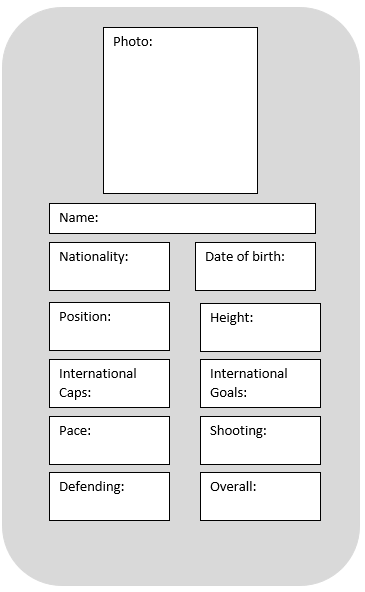 Photo:
Name:
Nationality:
Date of birth:
Position:
Height:
International
Caps:
International
Goals:
Pace:
Shooting:
Defending:
Overall: